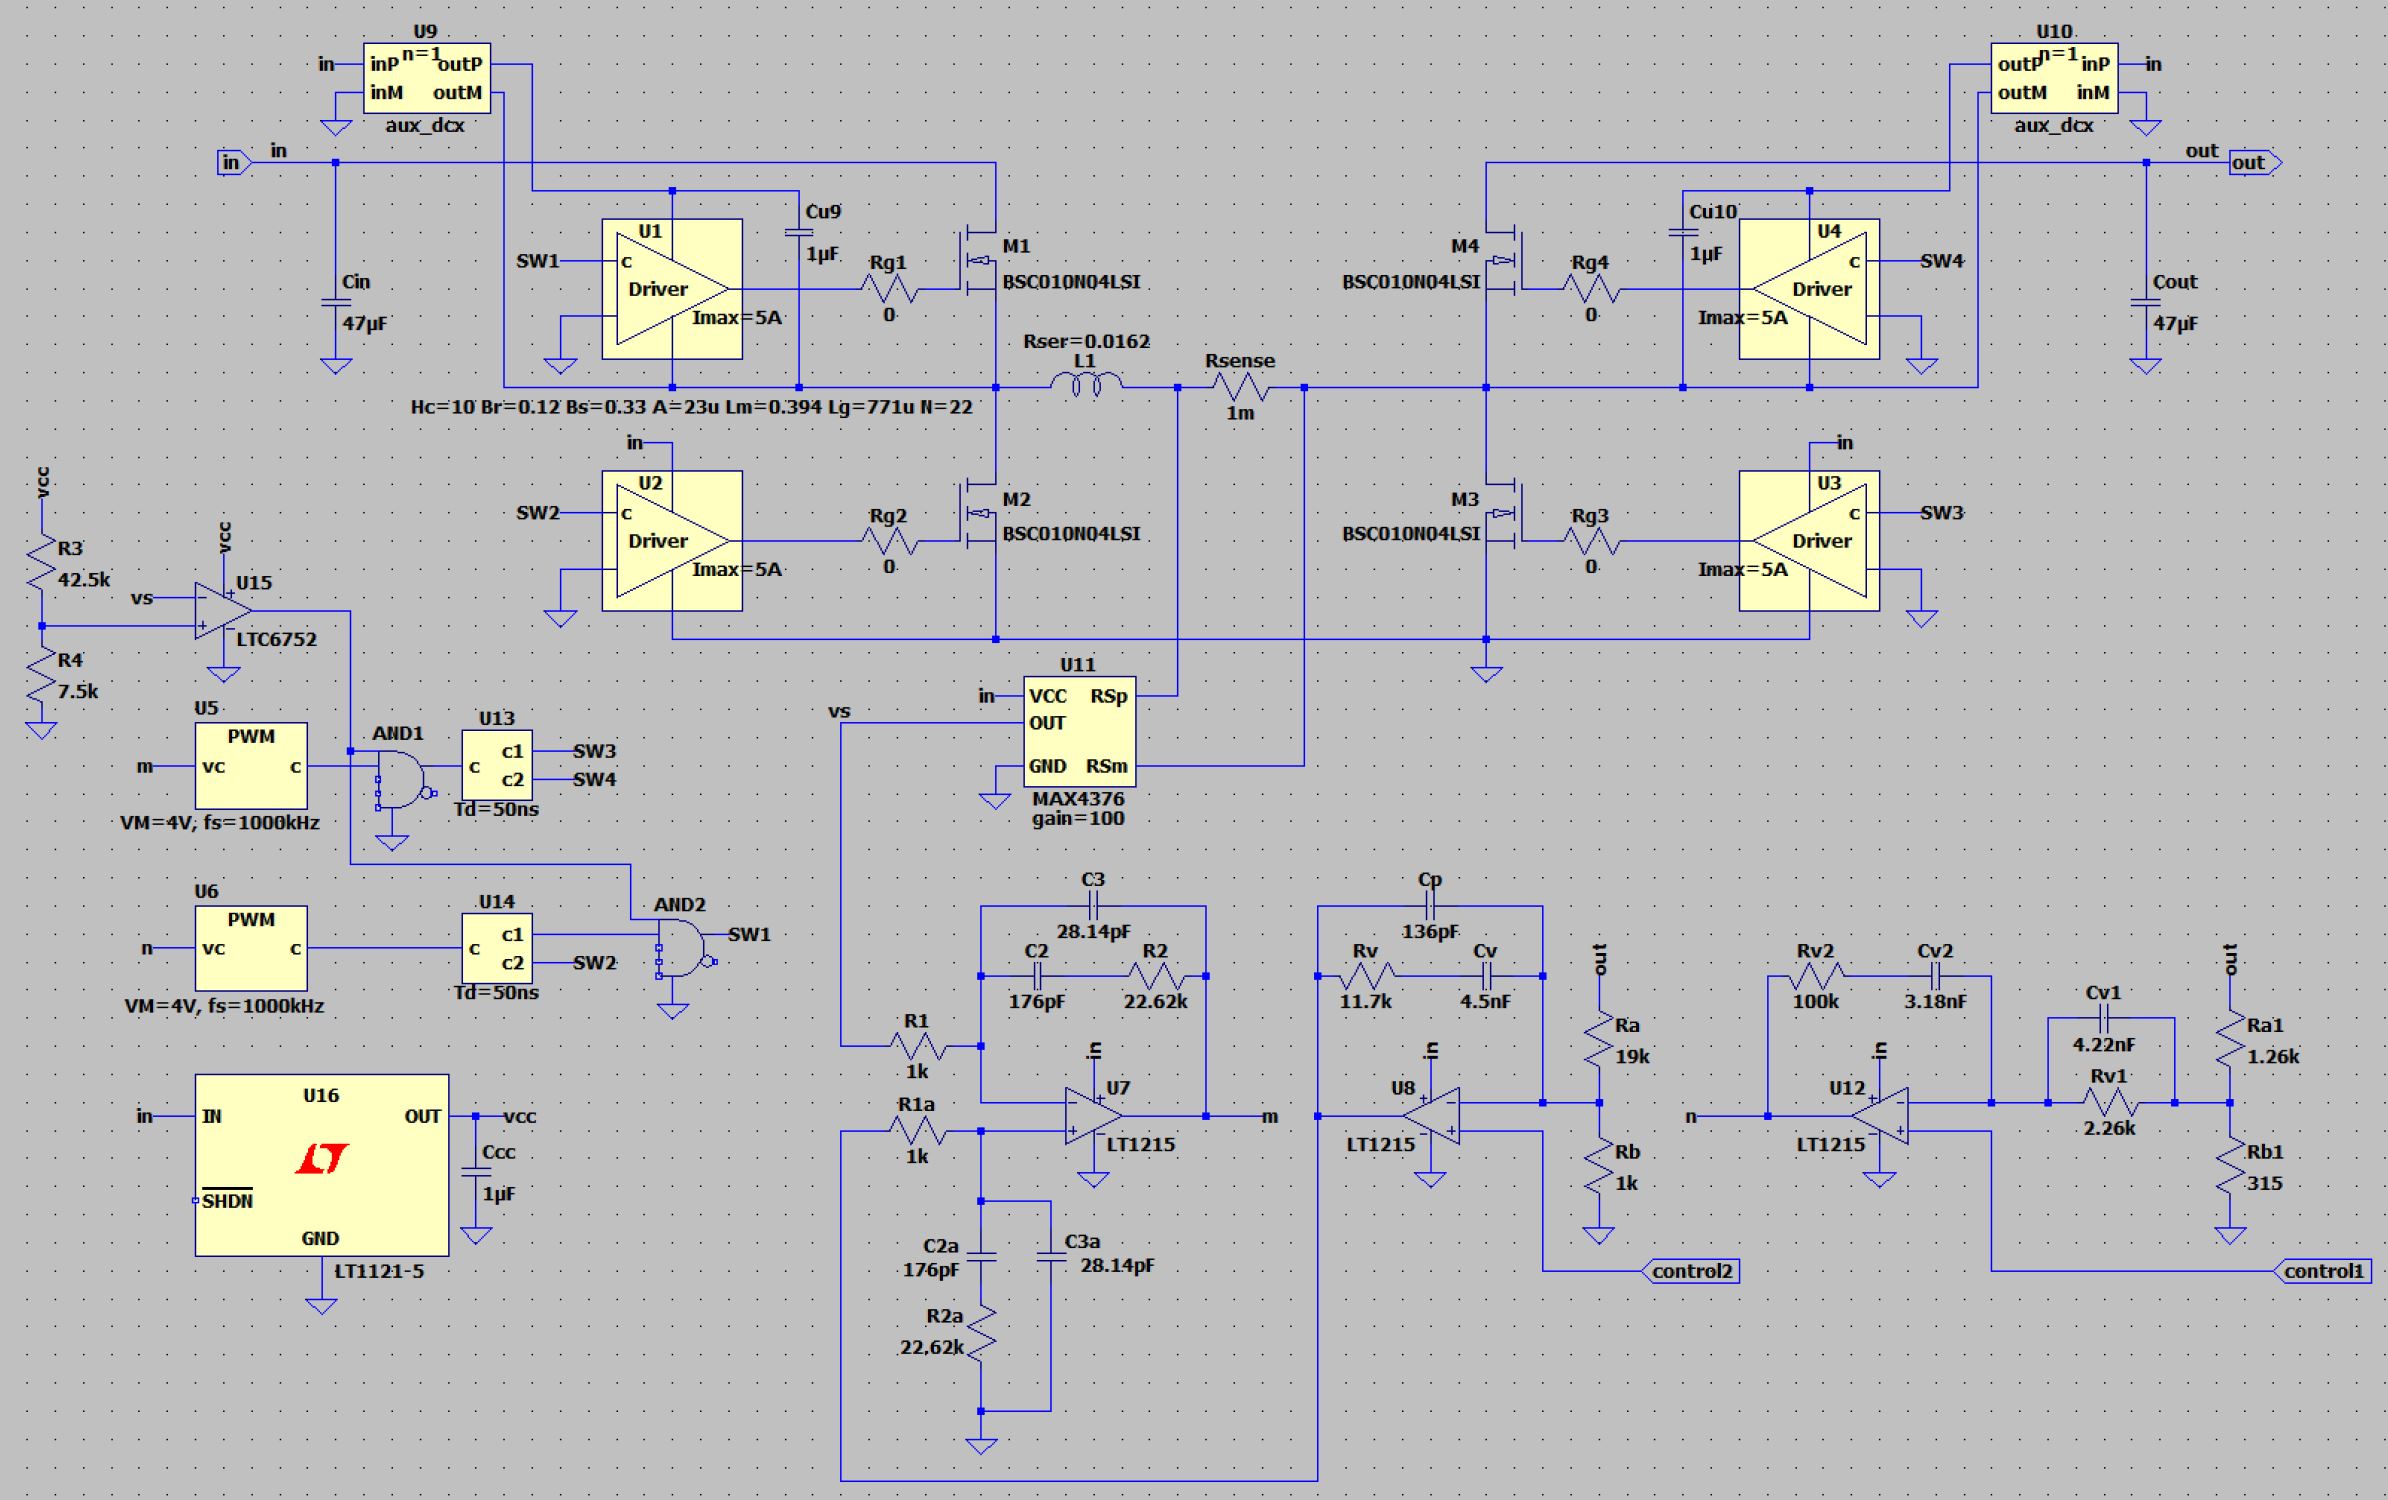 U9
in inP n=1 outP
inM outM
aux_dcx
U10
outP n=1 inP in
outM inM
aux_dcx
in in
out out
Cin
47µF
SW1 c U1
Driver
Imax=5A
Cu9
1µF
Rg1
0
M1
BSC010N04LSI
M4
BSC010N04LSI
Rg4
0
Cu10
1µF
U4
c SW4
Driver
Imax=5A
Cout
47µF
Rser=0.0162
L1
Rsense
1m
Hc=10 Br=0.12 Bs=0.33 A=23u Lm=0.394 Lg=771u N=22
in
U2
SW2 c
Driver
Imax=5A
Rg2
0
M2
BSC010N04LSI
M3
BSC010N04LSI
Rg3
0
in
U3
c SW3
Driver
Imax=5A
vcc
R3
42.5k
R4
7.5k
vcc
vs
U15
LTC6752
U5
PWM
m vc c
VM=4V, fs=1000kHz
AND1
U13
c c1 SW3
c2 SW4
Td=50ns
U6
PWM
n vc c
VM=4V, fs=1000kHz
U14
c c1
c2 SW2
Td=50ns
AND2
SW1
U16
in IN OUT vcc
SHDN
GND
LT1121-5
Ccc
1µF
vs
U11
in VCC RSp
OUT
GND RSm
MAX4376
gain=100
C3
28.14pF
C2
176pF
R2
22.62k
R1
1k
R1a
1k
in
U7
LT1215
m
C2a
176pF
C3a
28.14pF
R2a
22.62k
Cp
136pF
Rv
11.7k
Cv
4.5nF
in
U8
LT1215
out
Ra
19k
Rb
1k
control2
Rv2
100k
Cv2
3.18nF
in
n
U12
LT1215
Cv1
4.22nF
Rv1
2.26k
out
Ra1
1.26k
Rb1
315
control1